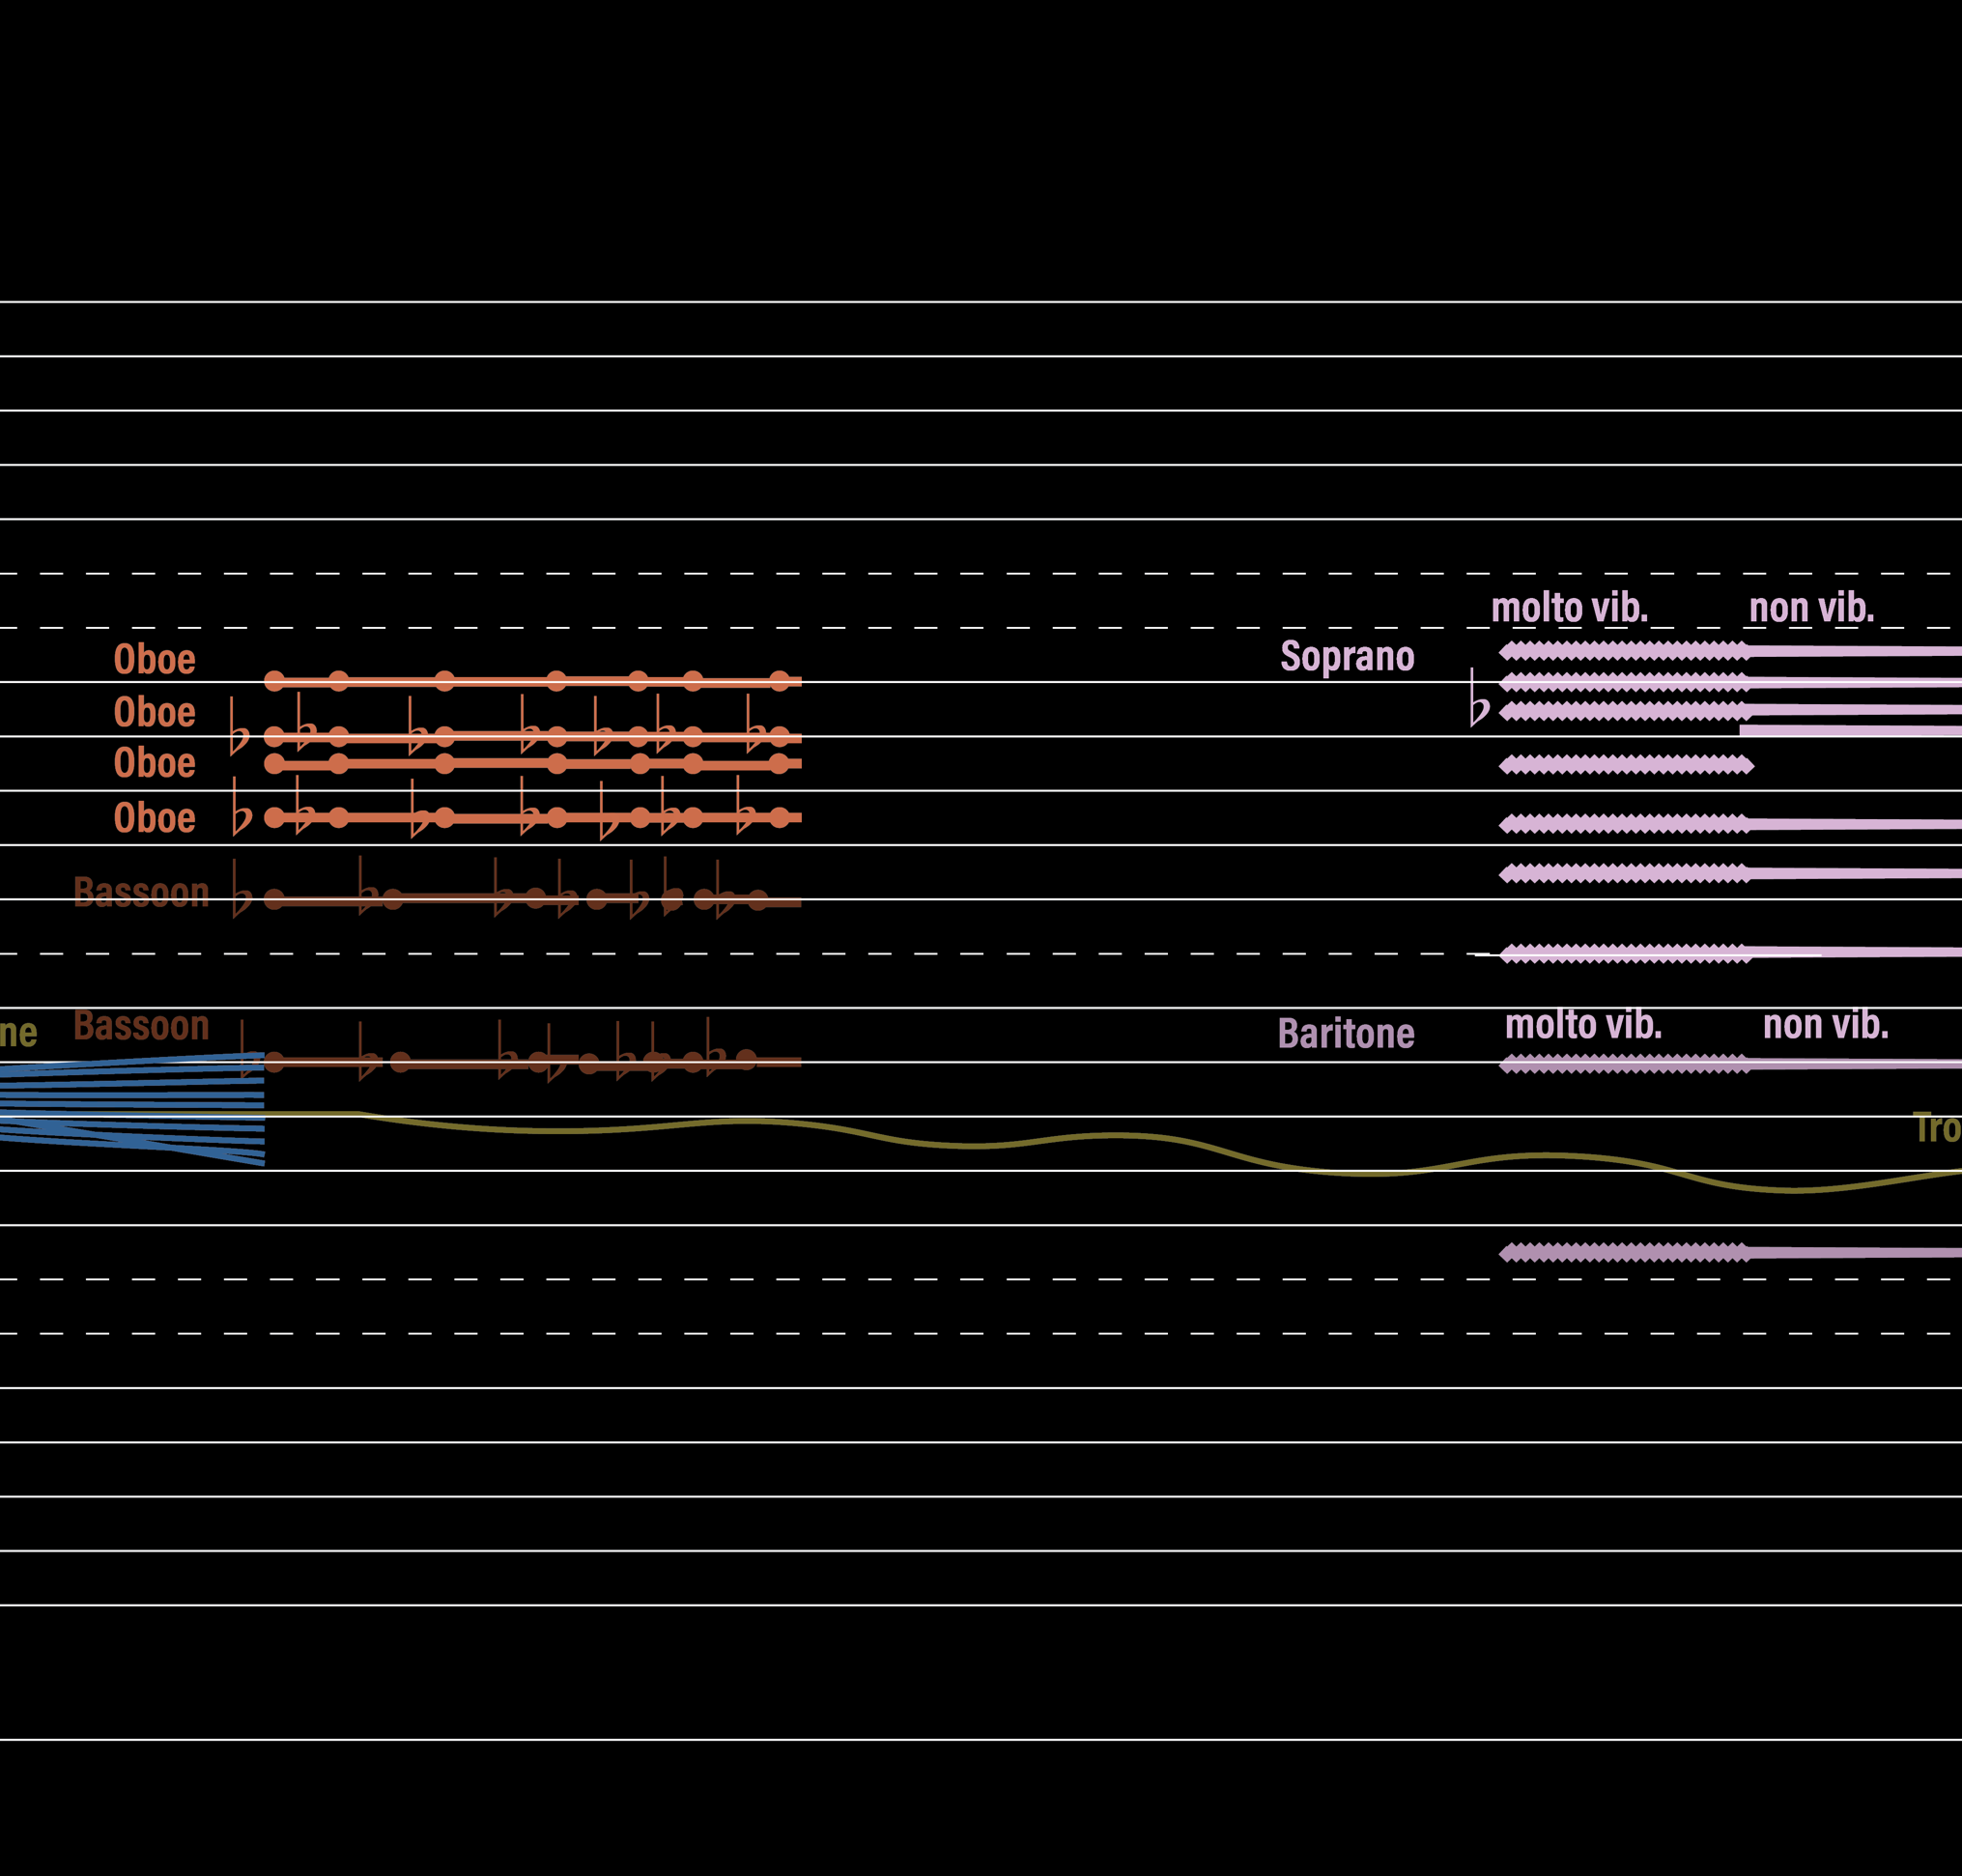 molto vib. non vib.
Oboe
Soprano
Oboe
Oboe
Oboe
Bassoon
Bassoon
molto vib. non vib.
ne
Baritone
Tro